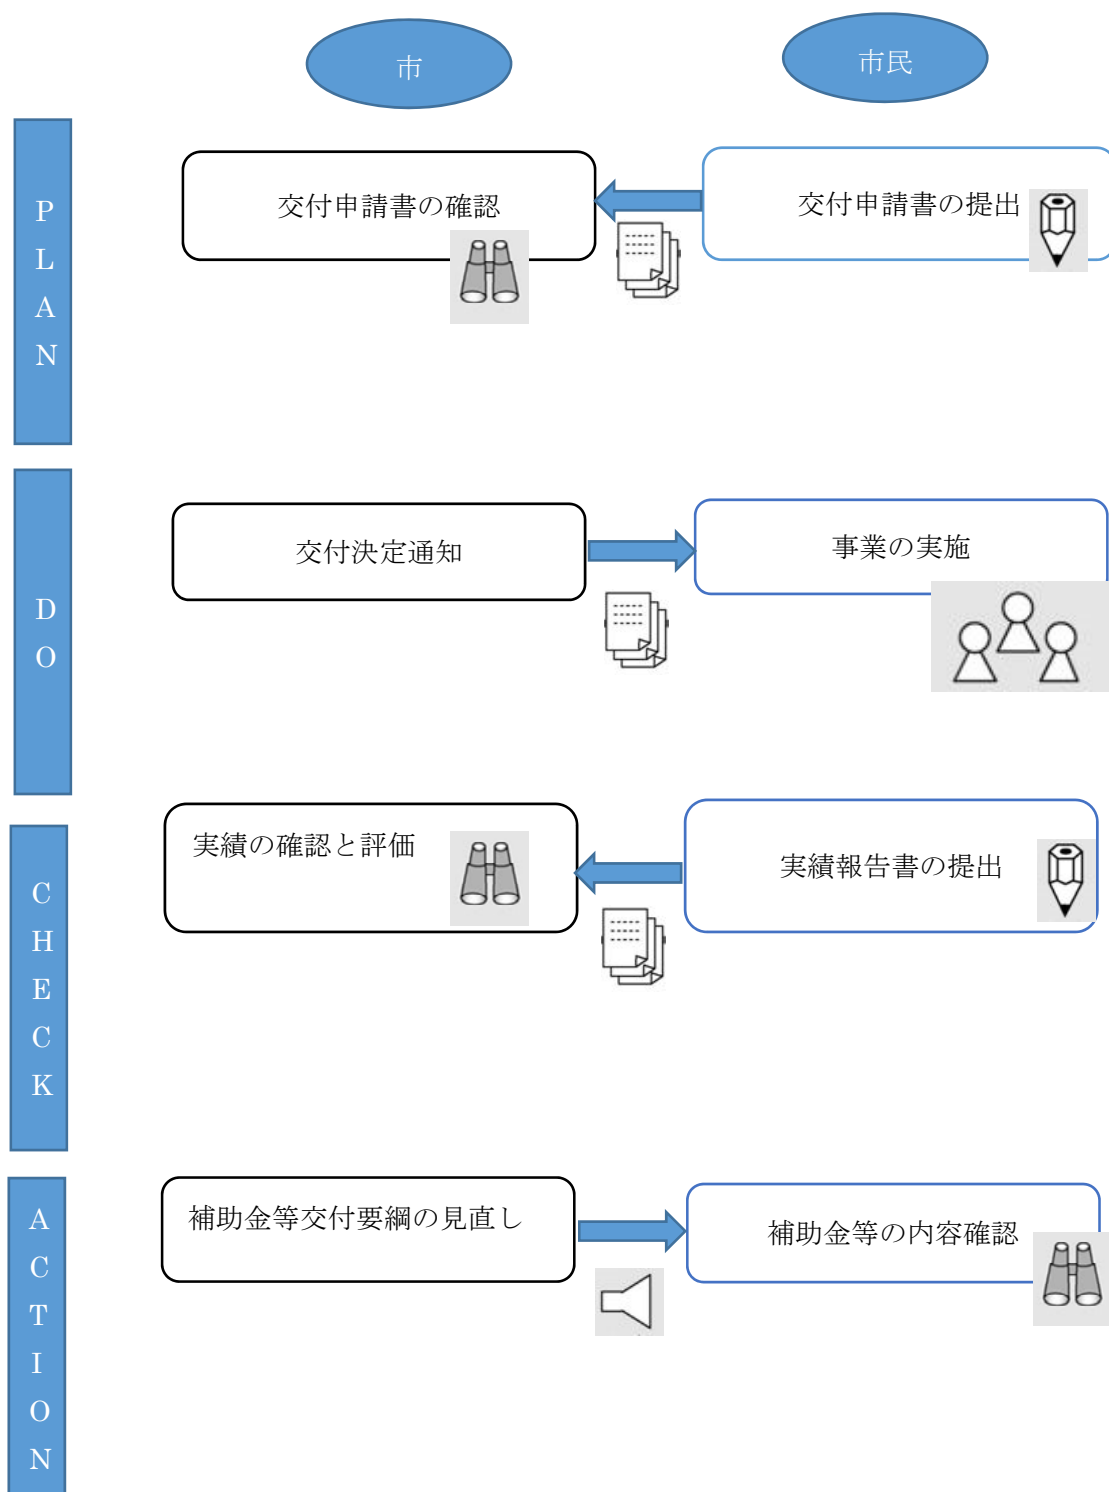 市
市民
PLAN
交付申請書の確認
交付申請書の提出
DO
交付決定通知
事業の実施
CHECK
実績の確認と評価
実績報告書の提出
ACTION
補助金等交付要綱の見直し
補助金等の内容確認